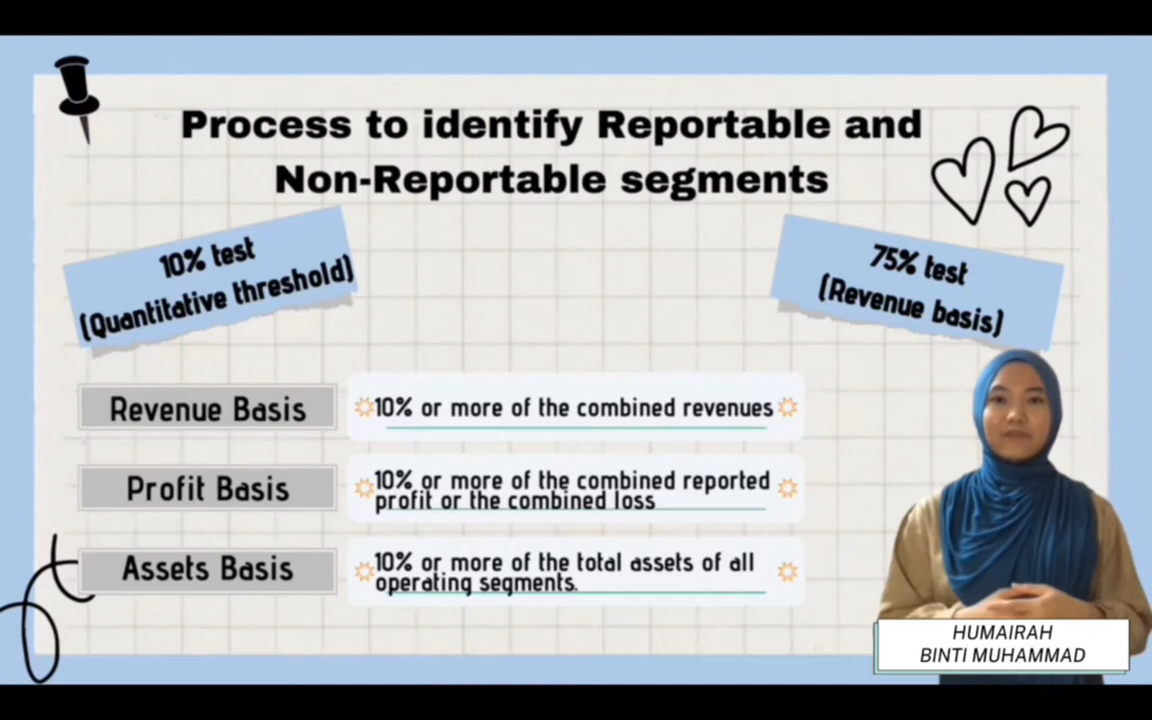 Process to identify Reportable and
Non-Reportable segments
10% test
(Quantitative threshold)
75% test
(Revenue basis)
Revenue Basis
10% or more of the combined revenues
Profit Basis
10% or more of the combined reported
profit or the combined loss
Assets Basis
10% or more of the total assets of all
operating segments.
HUMAIRAH
BINTI MUHAMMAD